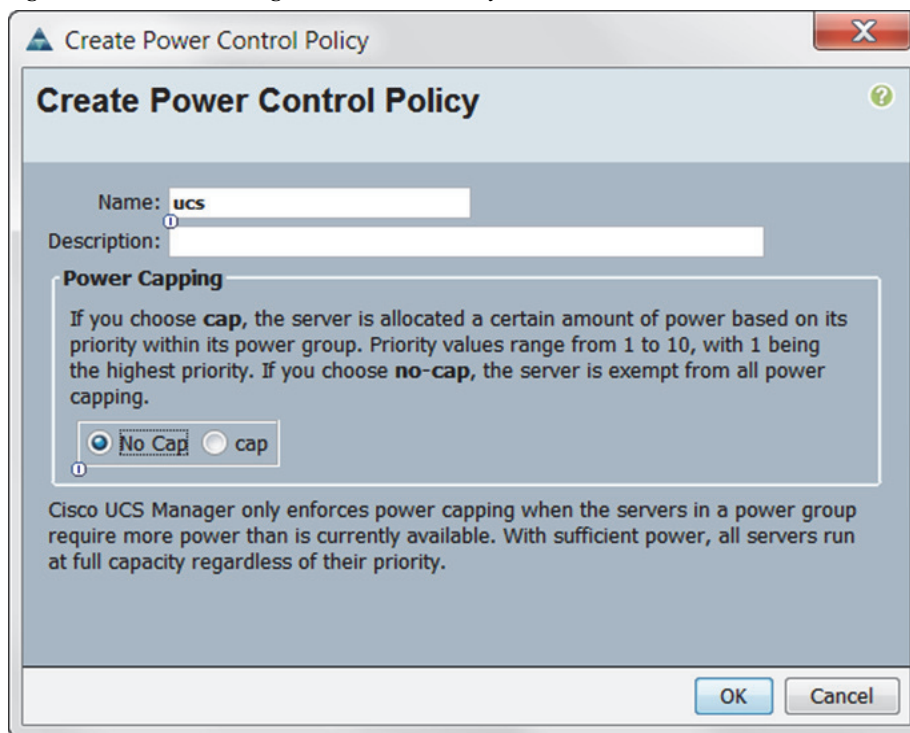 Create Power Control Policy
X
Create Power Control Policy
?
Name: ucs
Description:
Power Capping
If you choose cap, the server is allocated a certain amount of power based on its
priority within its power group. Priority values range from 1 to 10, with 1 being
the highest priority. If you choose no-cap, the server is exempt from all power
capping.
No Cap cap
Cisco UCS Manager only enforces power capping when the servers in a power group
require more power than is currently available. With sufficient power, all servers run
at full capacity regardless of their priority.
OK Cancel